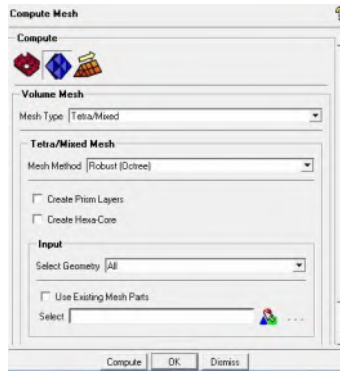 Compute Mesh
Compute
Volume Mesh
Mesh Type Tetra/Mixed
Tetra/Mixed Mesh
Mesh Method Robust (Octree)
Create Prism Layers
Create Hexa-Core
Input
Select Geometry All
Use Existing Mesh Parts
Select ...
Compute OK Dismiss